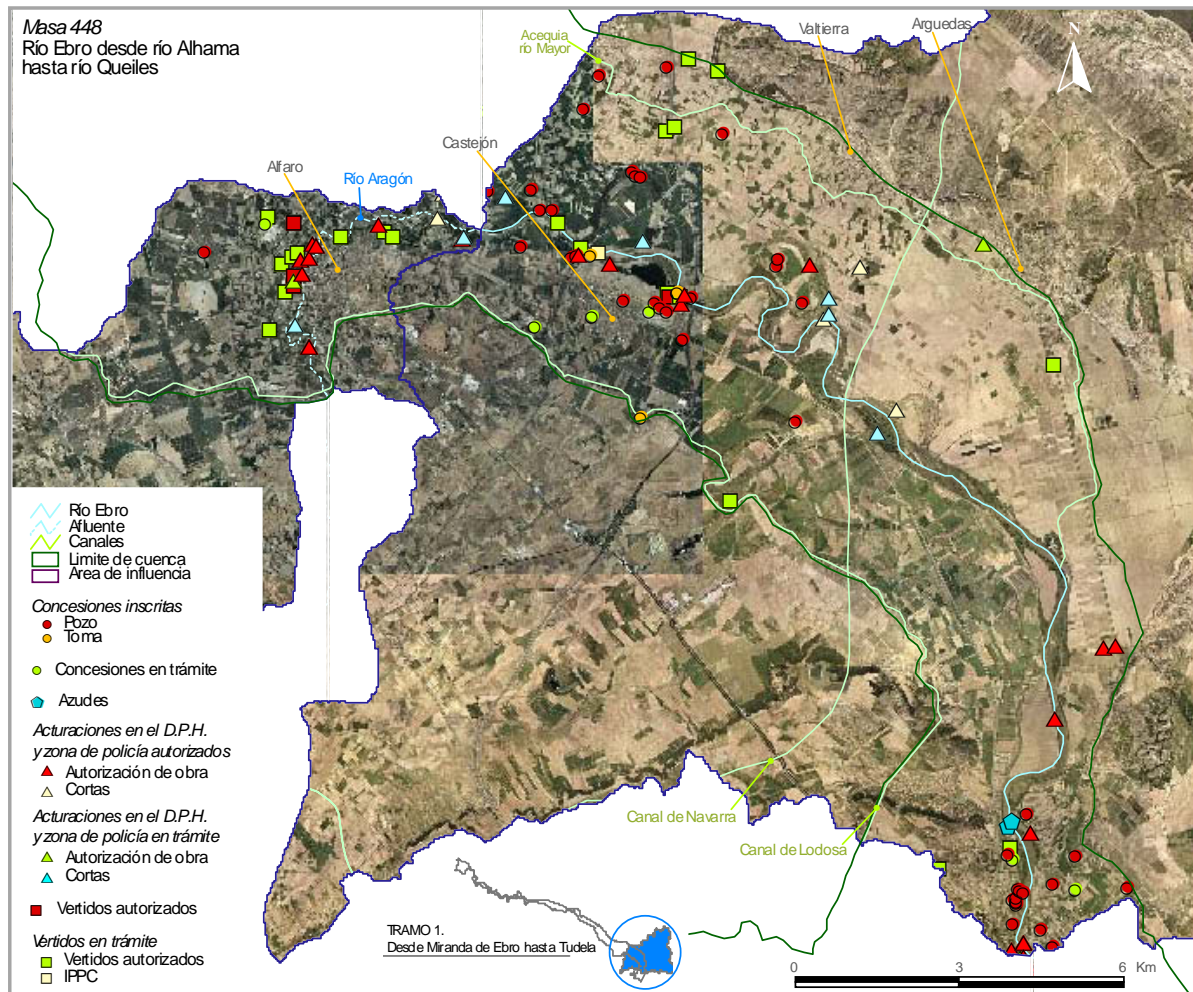 Masa 448
Río Ebro desde río Alhama
hasta río Queiles
Acequia
río Mayor
Valtierra
Arguedas
N
Castejón
Alfaro
Río Aragón
Río Ebro
Afluente
Canales
Limite de cuenca
Area de influencia
Concesiones inscritas
Pozo
Toma
Concesiones en trámite
Azudes
Acturaciones en el D.P.H.
y zona de policía autorizados
Autorización de obra
Cortas
Acturaciones en el D.P.H.
y zona de policía en trámite
Autorización de obra
Cortas
Vertidos autorizados
Vertidos en trámite
Vertidos autorizados
IPPC
Canal de Navarra
Canal de Lodosa
TRAMO 1.
Desde Miranda de Ebro hasta Tudela
0 3 6 Km